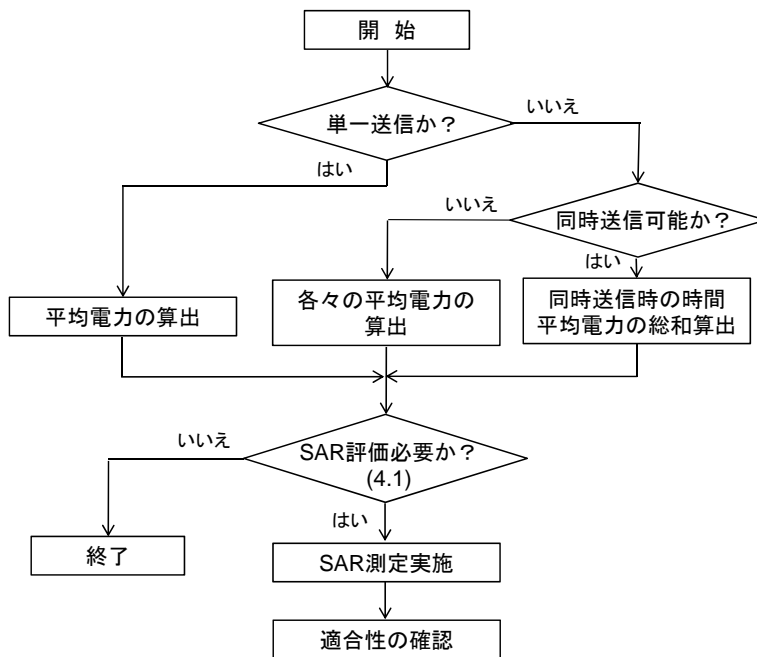 開 始
単一送信か？
いいえ
はい
いいえ
同時送信可能か？
はい
平均電力の算出
各々の平均電力の
算出
同時送信時の時間
平均電力の総和算出
いいえ
SAR評価必要か？
(4.1)
はい
終了
SAR測定実施
適合性の確認